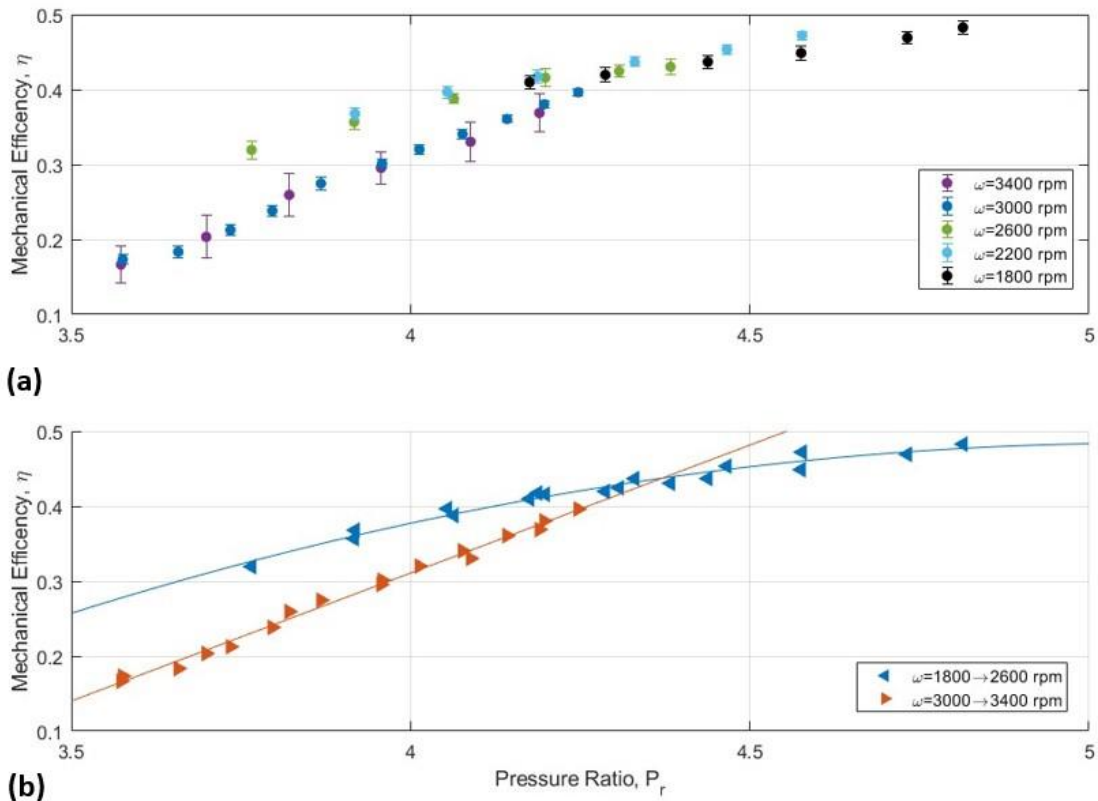 0.5
0.4
0.3
0.2
0.1
Mechanical Efficency, η
ω=3400 rpm
ω=3000 rpm
ω=2600 rpm
ω=2200 rpm
ω=1800 rpm
3.5 4 4.5 5
(a)
0.5
0.4
0.3
0.2
0.1
Mechanical Efficency, η
ω=1800→2600 rpm
ω=3000→3400 rpm
3.5 4 4.5 5
Pressure Ratio, Pr
(b)